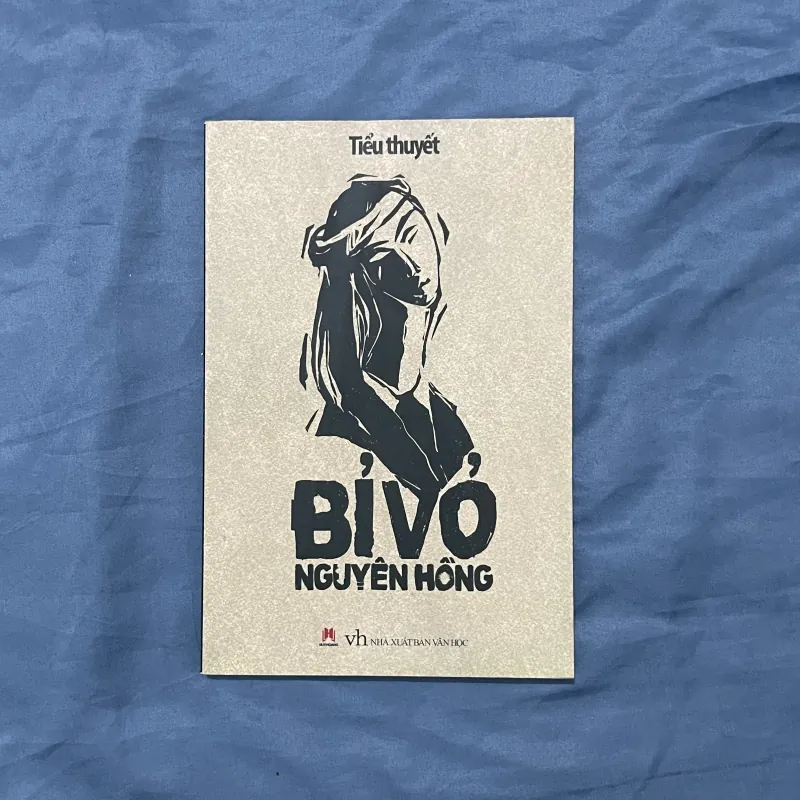 Tiểu thuyết
BỈ VỎ
NGUYÊN HỒNG
vh NHÀ XUẤT BẢN VĂN HỌC